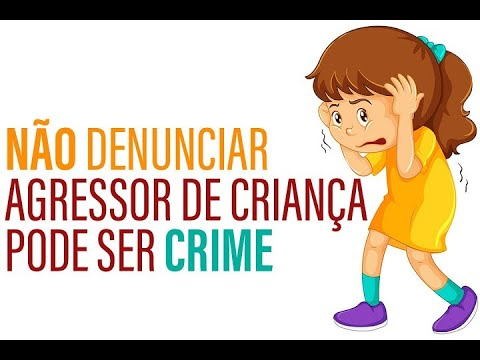 NÃO DENUNCIAR
AGRESSOR DE CRIANÇA
PODE SER CRIME